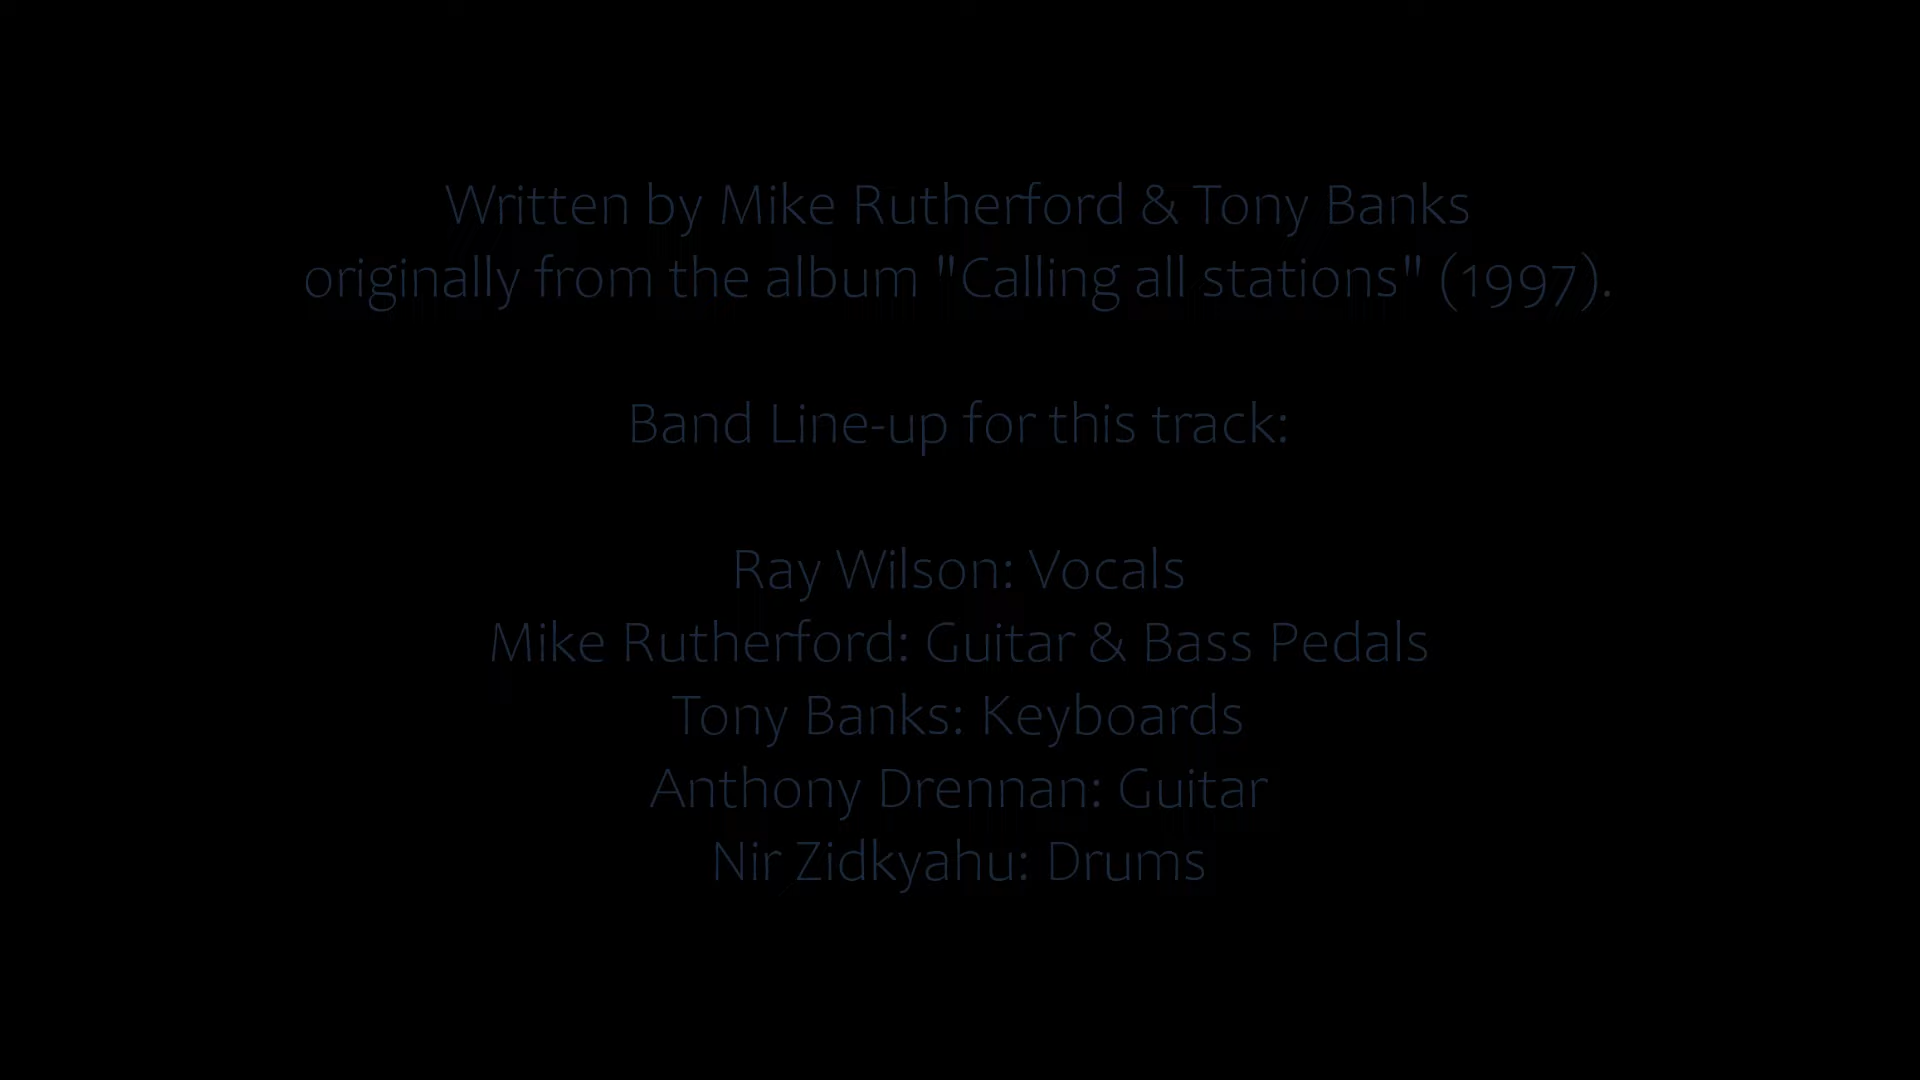 Written by Mike Rutherford & Tony Banks
originally from the album "Calling all stations" (1997).
Band Line-up for this track:
Ray Wilson: Vocals
Mike Rutherford: Guitar & Bass Pedals
Tony Banks: Keyboards
Anthony Drennan: Guitar
Nir Zidkyahu: Drums